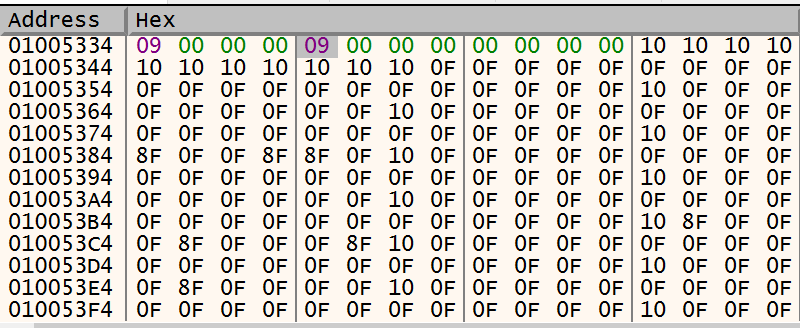 Address Hex
01005334 09 00 00 00 09 00 00 00 00 00 00 00 10 10 10 10
01005344 10 10 10 10 10 10 10 0F 0F 0F 0F 0F 0F 0F 0F 0F
01005354 0F 0F 0F 0F 0F 0F 0F 0F 0F 0F 0F 0F 10 0F 0F 0F
01005364 0F 0F 0F 0F 0F 0F 10 0F 0F 0F 0F 0F 0F 0F 0F 0F
01005374 0F 0F 0F 0F 0F 0F 0F 0F 0F 0F 0F 0F 10 0F 0F 0F
01005384 8F 0F 0F 8F 8F 0F 10 0F 0F 0F 0F 0F 0F 0F 0F 0F
01005394 0F 0F 0F 0F 0F 0F 0F 0F 0F 0F 0F 0F 10 0F 0F 0F
010053A4 0F 0F 0F 0F 0F 0F 10 0F 0F 0F 0F 0F 0F 0F 0F 0F
010053B4 0F 0F 0F 0F 0F 0F 0F 0F 0F 0F 0F 0F 10 8F 0F 0F
010053C4 0F 8F 0F 0F 0F 8F 10 0F 0F 0F 0F 0F 0F 0F 0F 0F
010053D4 0F 0F 0F 0F 0F 0F 0F 0F 0F 0F 0F 0F 10 0F 0F 0F
010053E4 0F 8F 0F 0F 0F 0F 10 0F 0F 0F 0F 0F 0F 0F 0F 0F
010053F4 0F 0F 0F 0F 0F 0F 0F 0F 0F 0F 0F 0F 10 0F 0F 0F